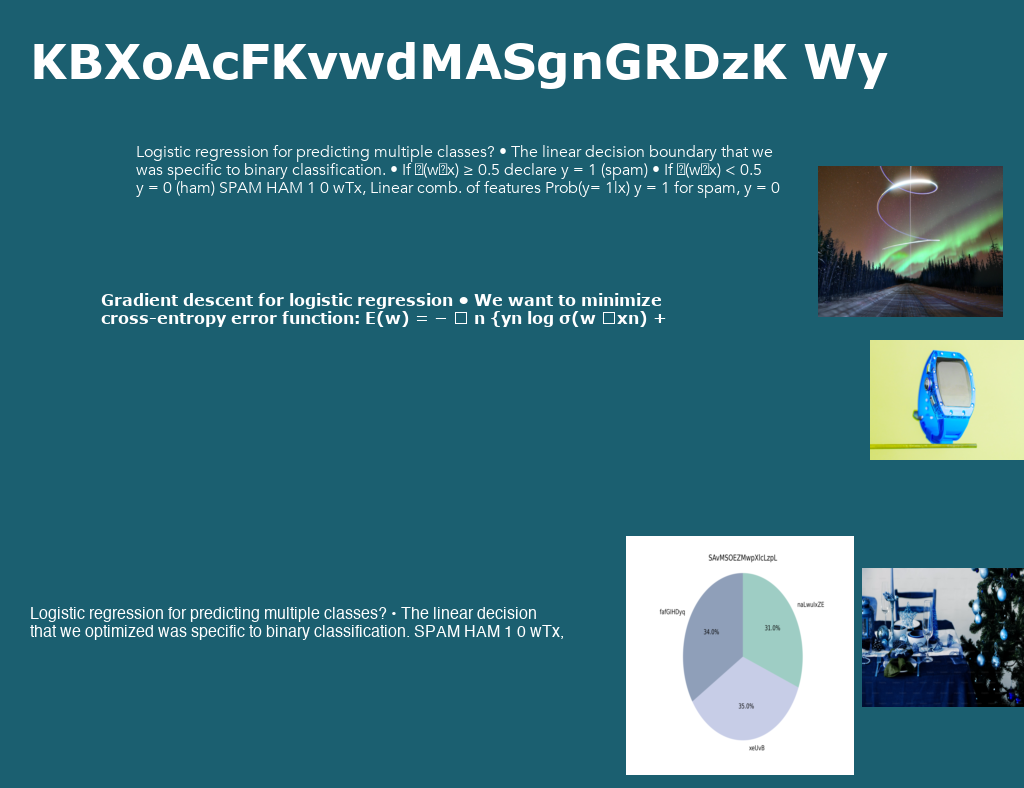 KBXoAcFKvwdMASgnGRDzK Wy
Logistic regression for predicting multiple classes? • The linear decision boundary that we
was specific to binary classification. • If (wx) ≥ 0.5 declare y = 1 (spam) • If (wx) < 0.5
y = 0 (ham) SPAM HAM 1 0 wTx, Linear comb. of features Prob(y= 1|x) y = 1 for spam, y = 0
Gradient descent for logistic regression • We want to minimize
cross-entropy error function: E(w) = − n {yn log σ(w xn) +
SAvMSOEZMwpXlcLzpL
fafGIHDyq
naLwuIxZE
34.0%
31.0%
35.0%
xeUvB
Logistic regression for predicting multiple classes? • The linear decision
that we optimized was specific to binary classification. SPAM HAM 1 0 wTx,